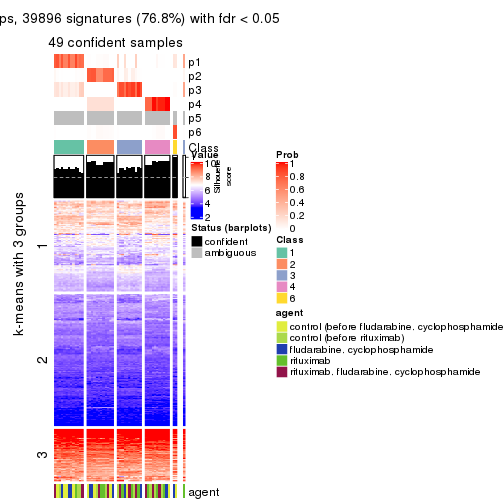 ps, 39896 signatures (76.8%) with fdr < 0.05
49 confident samples
p1
p2
p3
p4
p5
p6
Class
Value
10
8
6
4
2
Silhouette
score
Prob
1
0.8
0.6
0.4
0.2
0
Status (barplots)
confident
ambiguous
Class
1
2
3
4
6
agent
control (before fludarabine, cyclophosphamide
control (before rituximab)
fludarabine, cyclophosphamide
rituximab
rituximab, fludarabine, cyclophosphamide
k-means with 3 groups
1
2
3
agent